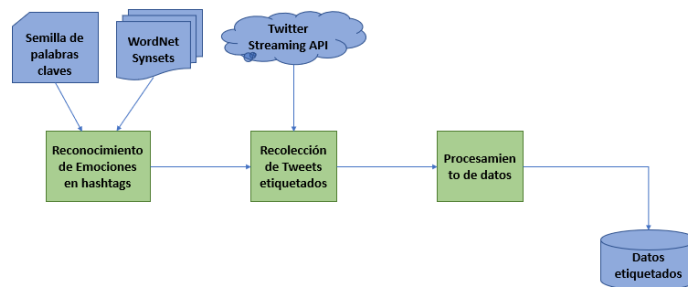 Semilla de
palabras
claves
WordNet
Synsets
Twitter
Streaming API
Reconocimiento
de Emociones
en hashtags
Recolección
de Tweets
etiquetados
Procesamien
to de datos
Datos
etiquetados